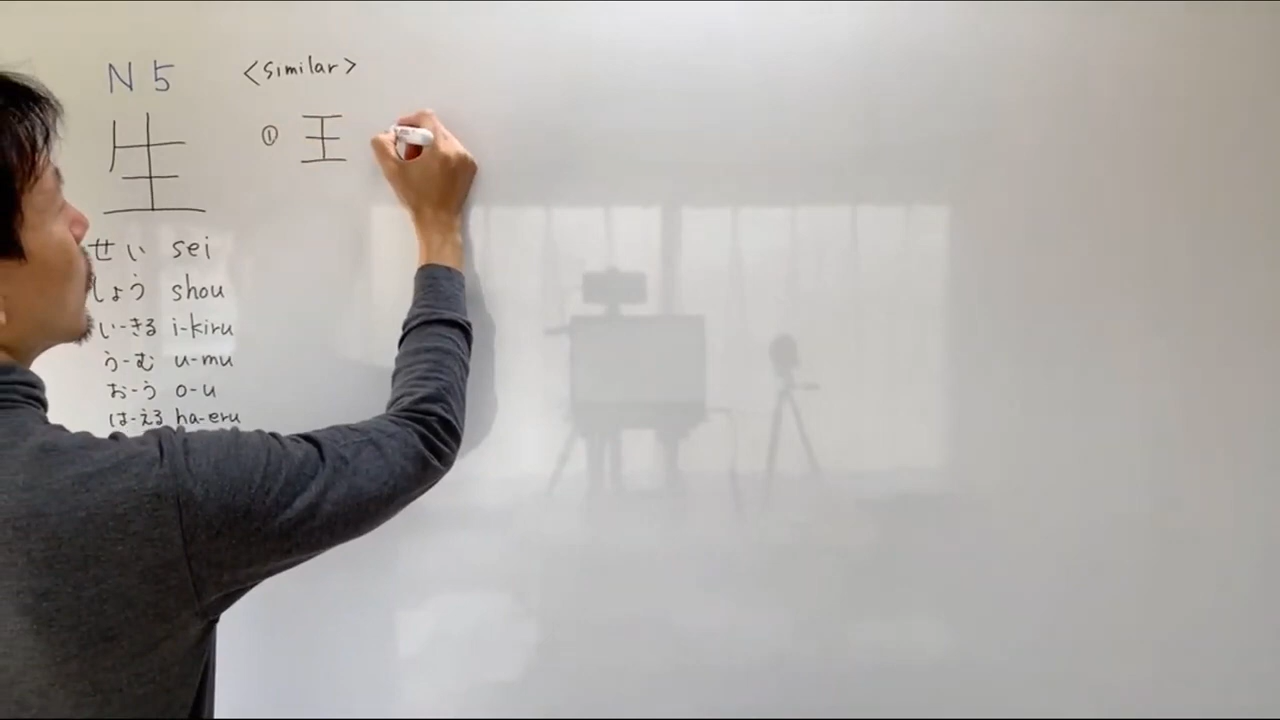 N5
生
せい sei
しょう shou
い-きる i-kiru
う-む u-mu
お-う o-u
は-える ha-eru
<similar>
① 王